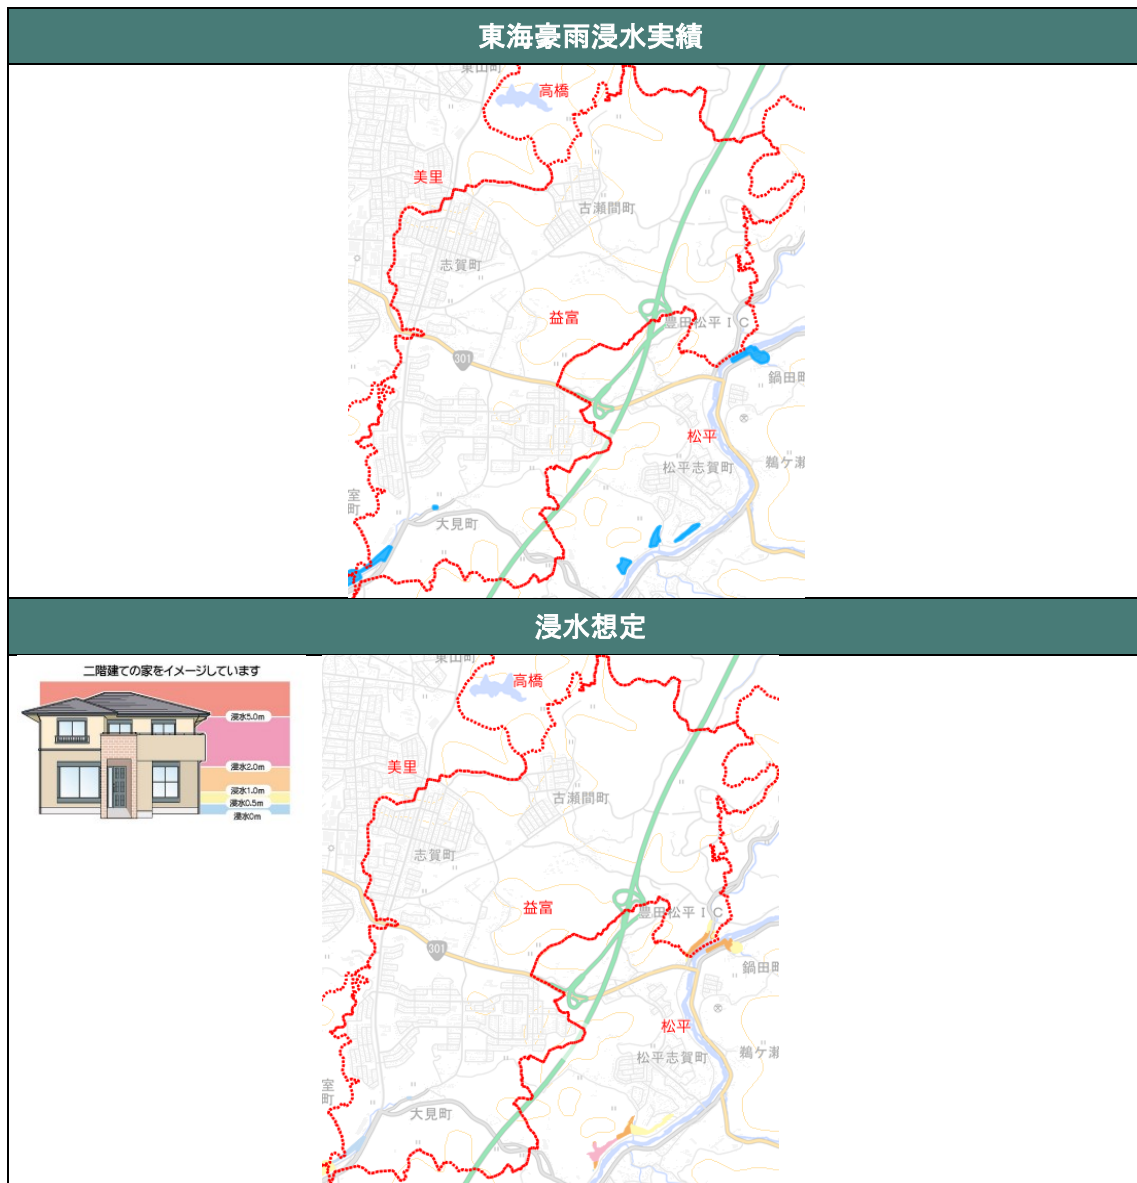 東海豪雨浸水実績
東山町
高橋
美里
古瀬間町
志賀町
益富
豊田松平ＩＣ
301
鍋田町
松平
松平志賀町
鵜ケ瀬
室
町
大見町
浸水想定
二階建ての家をイメージしています
浸水5.0m
浸水2.0m
浸水1.0m
浸水0.5m
浸水0m
東山町
高橋
美里
古瀬間町
志賀町
益富
豊田松平ＩＣ
301
鍋田町
松平
松平志賀町
鵜ケ瀬
室
町
大見町